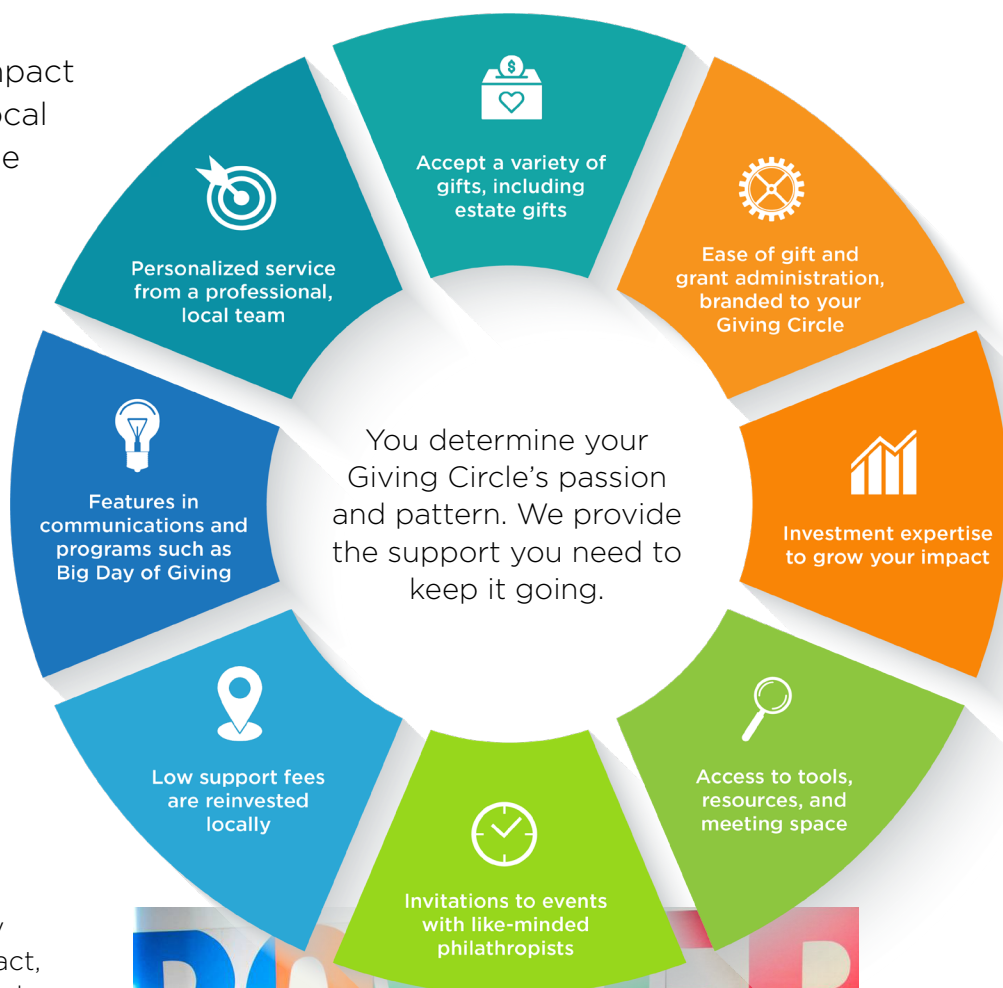 npact
ocal
e
Accept a variety of
gifts, including
estate gifts
Ease of gift and
grant administration,
branded to your
Giving Circle
Investment expertise
to grow your impact
Access to tools,
resources, and
meeting space
Invitations to events
with like-minded
philathropists
Low support fees
are reinvested
locally
Features in
communications and
programs such as
Big Day of Giving
Personalized service
from a professional,
local team
You determine your
Giving Circle’s passion
and pattern. We provide
the support you need to
keep it going.
act,